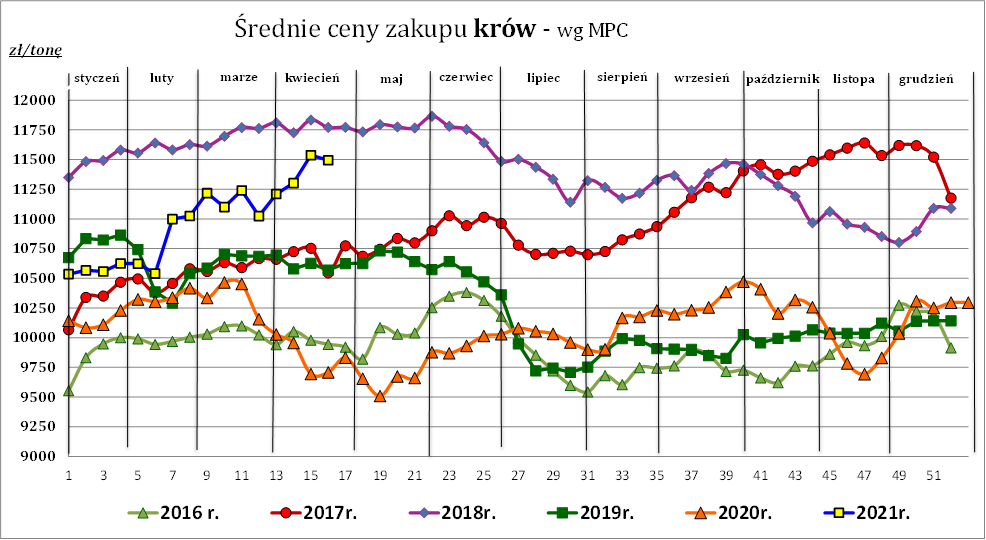 Średnie ceny zakupu krów - wg MPC
zł/tonę
styczeń luty marze kwiecień maj czerwiec lipiec sierpień wrzesień październik listopa grudzień
12000
11750
11500
11250
11000
10750
10500
10250
10000
9750
9500
9250
9000
1 3 5 7 9 11 13 15 17 19 21 23 25 27 29 31 33 35 37 39 41 43 45 47 49 51
2016 r. 2017r. 2018r. 2019r. 2020r. 2021r.